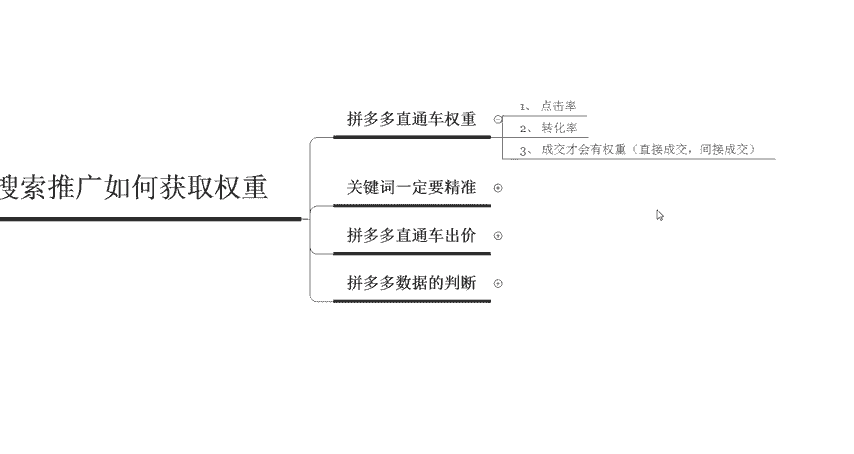 搜索推广如何获取权重
拼多多直通车权重
1、 点击率
2、 转化率
3、 成交才会有权重（直接成交，间接成交）
关键词一定要精准
拼多多直通车出价
拼多多数据的判断